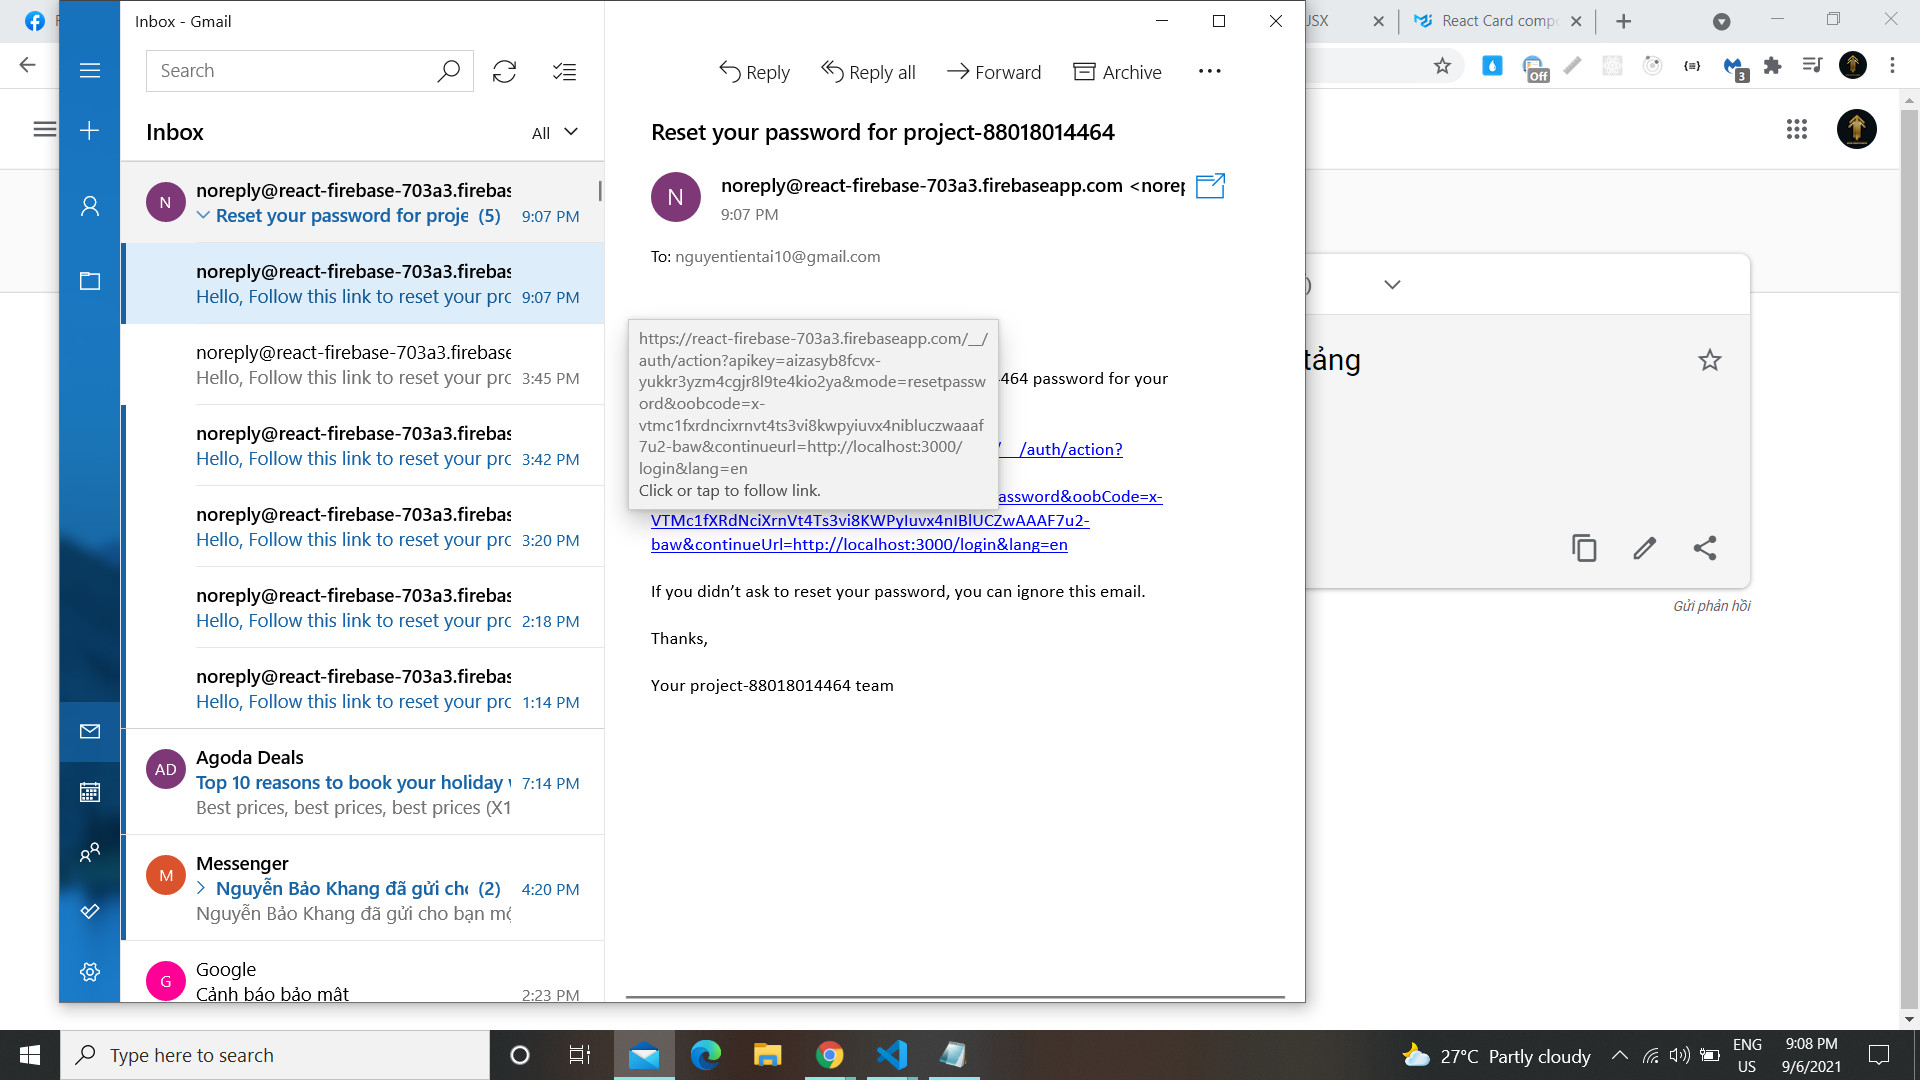 Inbox - Gmail
JSX
React Card comp
Search
Reply
Reply all
Forward
Archive
Off
3
Inbox
All
Reset your password for project-88018014464
N
noreply@react-firebase-703a3.firebas
Reset your password for proje (5) 9:07 PM
noreply@react-firebase-703a3.firebas
Hello, Follow this link to reset your prc 9:07 PM
noreply@react-firebase-703a3.firebase
Hello, Follow this link to reset your prc 3:45 PM
noreply@react-firebase-703a3.firebas
Hello, Follow this link to reset your prc 3:42 PM
noreply@react-firebase-703a3.firebas
Hello, Follow this link to reset your prc 3:20 PM
noreply@react-firebase-703a3.firebas
Hello, Follow this link to reset your prc 2:18 PM
noreply@react-firebase-703a3.firebas
Hello, Follow this link to reset your prc 1:14 PM
AD
Agoda Deals
Top 10 reasons to book your holiday 7:14 PM
Best prices, best prices, best prices (X1
M
Messenger
Nguyễn Bảo Khang đã gửi cho (2) 4:20 PM
Nguyễn Bảo Khang đã gửi cho bạn mộ
G
Google
Cảnh báo bảo mật 2:23 PM
N
noreply@react-firebase-703a3.firebaseapp.com <norep
9:07 PM
To: nguyentientai10@gmail.com
https://react-firebase-703a3.firebaseapp.com/__/
auth/action?apikey=aizasyb8fcvx-
yukkr3yzm4cgjr8l9te4kio2ya&mode=resetpassw
ord&oobcode=x-
vtmc1fxrdncixrnvt4ts3vi8kwpyiuvx4nibluczwaaaf
7u2-baw&continueurl=http://localhost:3000/
login&lang=en
Click or tap to follow link.
464 password for your
/__/auth/action?
assword&oobCode=x-
VTMc1fXRdNciXrnVt4Ts3vi8KWPyIuvx4nIBlUCZwAAAF7u2-
baw&continueUrl=http://localhost:3000/login&lang=en
If you didn’t ask to reset your password, you can ignore this email.
Thanks,
Your project-88018014464 team
)
tảng
Gửi phản hồi
Type here to search
27°C Partly cloudy
ENG
US
9:08 PM
9/6/2021